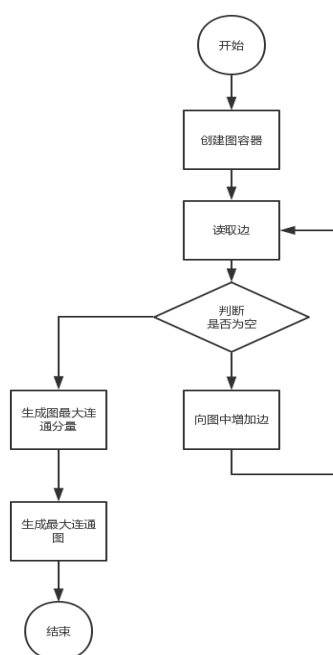 开始
创建图容器
读取边
判断
是否为空
生成图最大连
通分量
向图中增加边
生成最大连通
图
结束